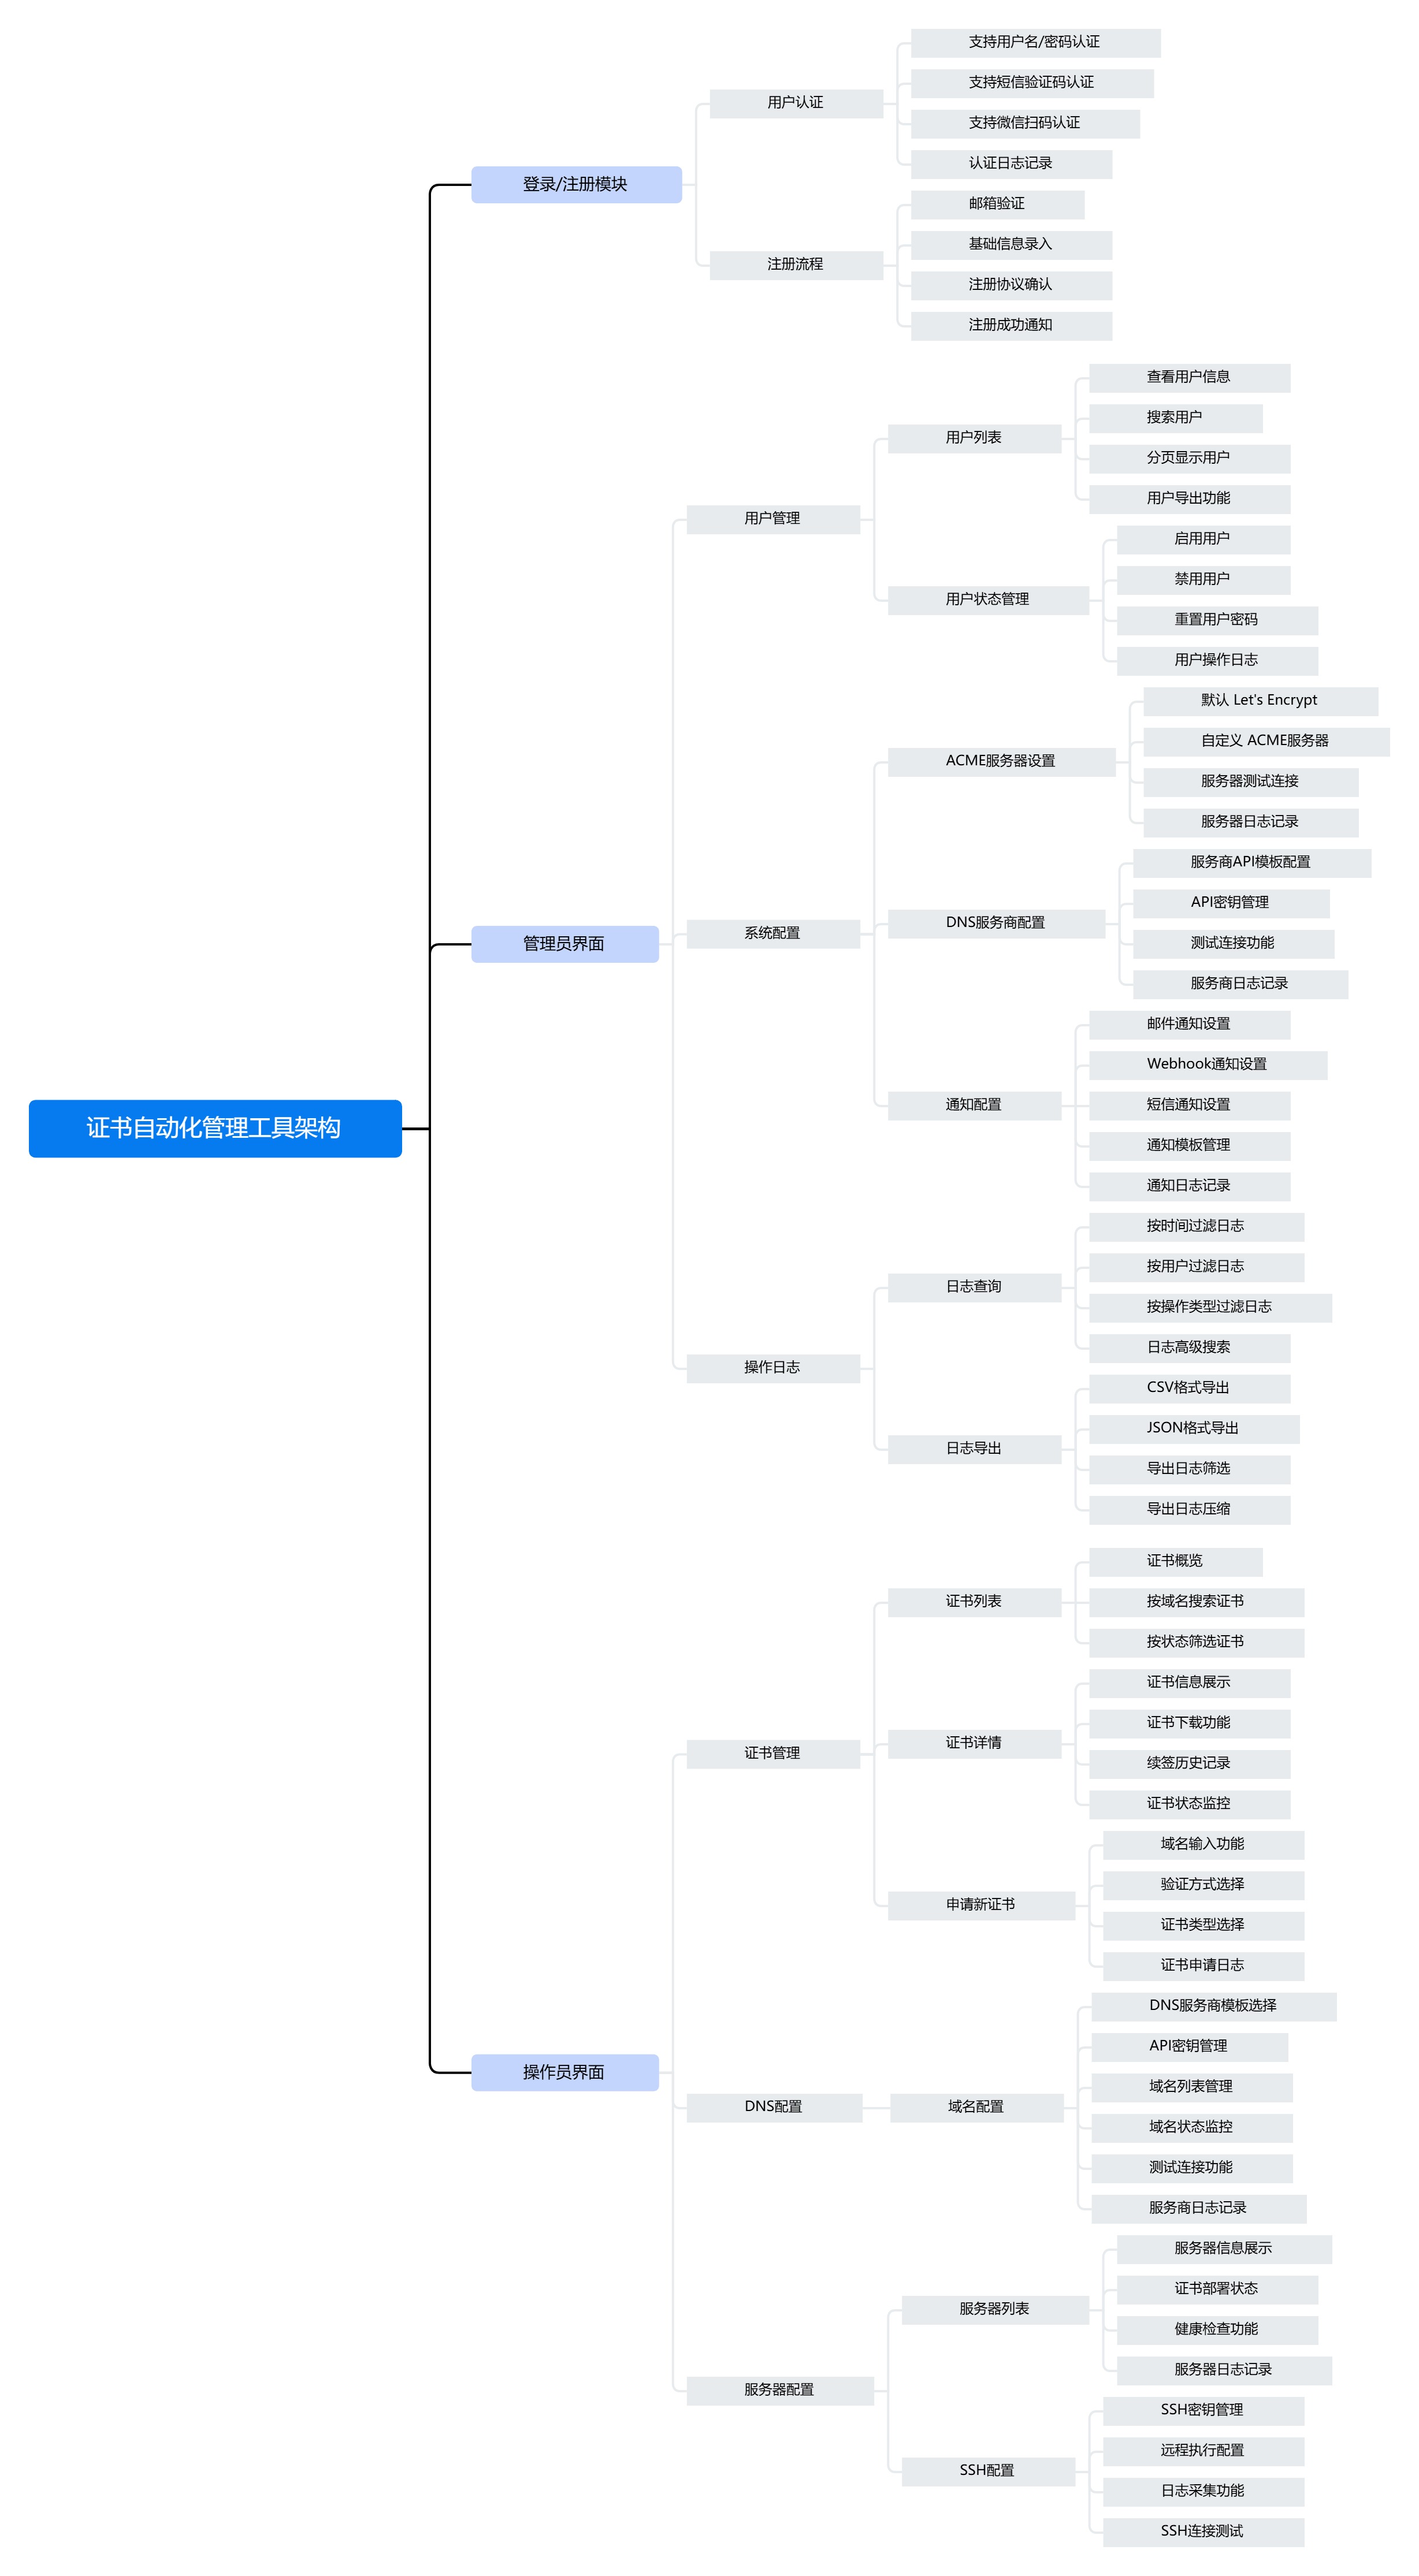 证书自动化管理工具架构
登录/注册模块
用户认证
支持用户名/密码认证
支持短信验证码认证
支持微信扫码认证
认证日志记录
注册流程
邮箱验证
基础信息录入
注册协议确认
注册成功通知
管理员界面
用户管理
用户列表
查看用户信息
搜索用户
分页显示用户
用户导出功能
用户状态管理
启用用户
禁用用户
重置用户密码
用户操作日志
系统配置
ACME服务器设置
默认 Let's Encrypt
自定义 ACME服务器
服务器测试连接
服务器日志记录
DNS服务商配置
服务商API模板配置
API密钥管理
测试连接功能
服务商日志记录
通知配置
邮件通知设置
Webhook通知设置
短信通知设置
通知模板管理
通知日志记录
操作日志
日志查询
按时间过滤日志
按用户过滤日志
按操作类型过滤日志
日志高级搜索
日志导出
CSV格式导出
JSON格式导出
导出日志筛选
导出日志压缩
操作员界面
证书管理
证书列表
证书概览
按域名搜索证书
按状态筛选证书
证书详情
证书信息展示
证书下载功能
续签历史记录
证书状态监控
申请新证书
域名输入功能
验证方式选择
证书类型选择
证书申请日志
DNS配置
域名配置
DNS服务商模板选择
API密钥管理
域名列表管理
域名状态监控
测试连接功能
服务商日志记录
服务器配置
服务器列表
服务器信息展示
证书部署状态
健康检查功能
服务器日志记录
SSH配置
SSH密钥管理
远程执行配置
日志采集功能
SSH连接测试